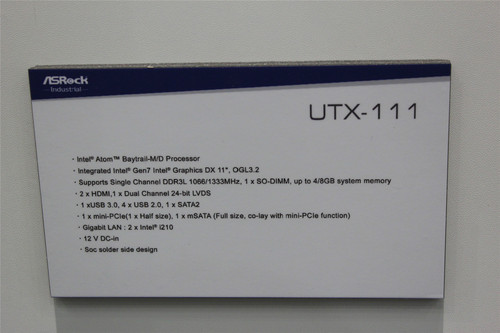 ASRock
Industrial
UTX-111
· Intel® Atom™ Baytrail-M/D Processor
· Integrated Intel® Gen7 Intel® Graphics DX 11*, OGL3.2
· Supports Single Channel DDR3L 1066/1333MHz, 1 x SO-DIMM, up to 4/8GB system memory
· 2 x HDMI,1 x Dual Channel 24-bit LVDS
· 1 xUSB 3.0, 4 x USB 2.0, 1 x SATA2
· 1 x mini-PCIe(1 x Half size), 1 x mSATA (Full size, co-lay with mini-PCIe function)
· Gigabit LAN : 2 x Intel® i210
· 12 V DC-in
· Soc solder side design